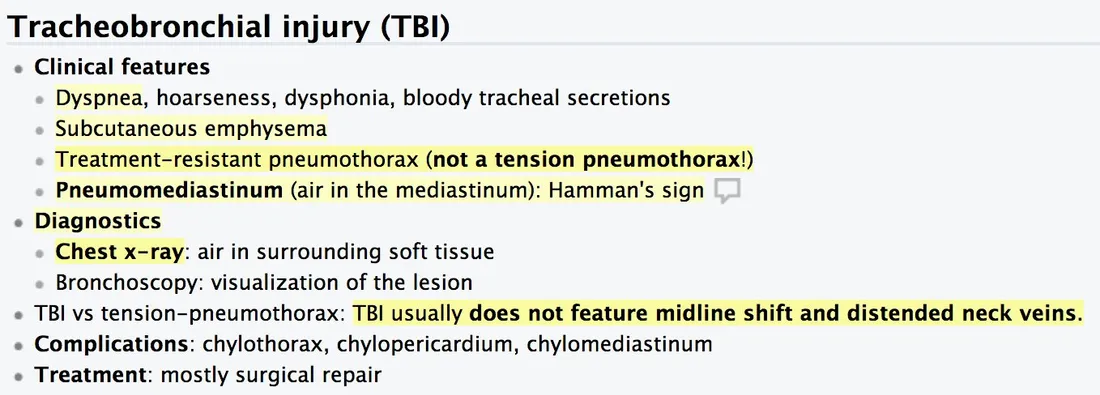 Tracheobronchial injury (TBI)
Clinical features
Dyspnea, hoarseness, dysphonia, bloody tracheal secretions
Subcutaneous emphysema
Treatment-resistant pneumothorax (not a tension pneumothorax!)
Pneumomediastinum (air in the mediastinum): Hamman's sign
Diagnostics
Chest x-ray: air in surrounding soft tissue
Bronchoscopy: visualization of the lesion
TBI vs tension-pneumothorax: TBI usually does not feature midline shift and distended neck veins.
Complications: chylothorax, chylopericardium, chylomediastinum
Treatment: mostly surgical repair